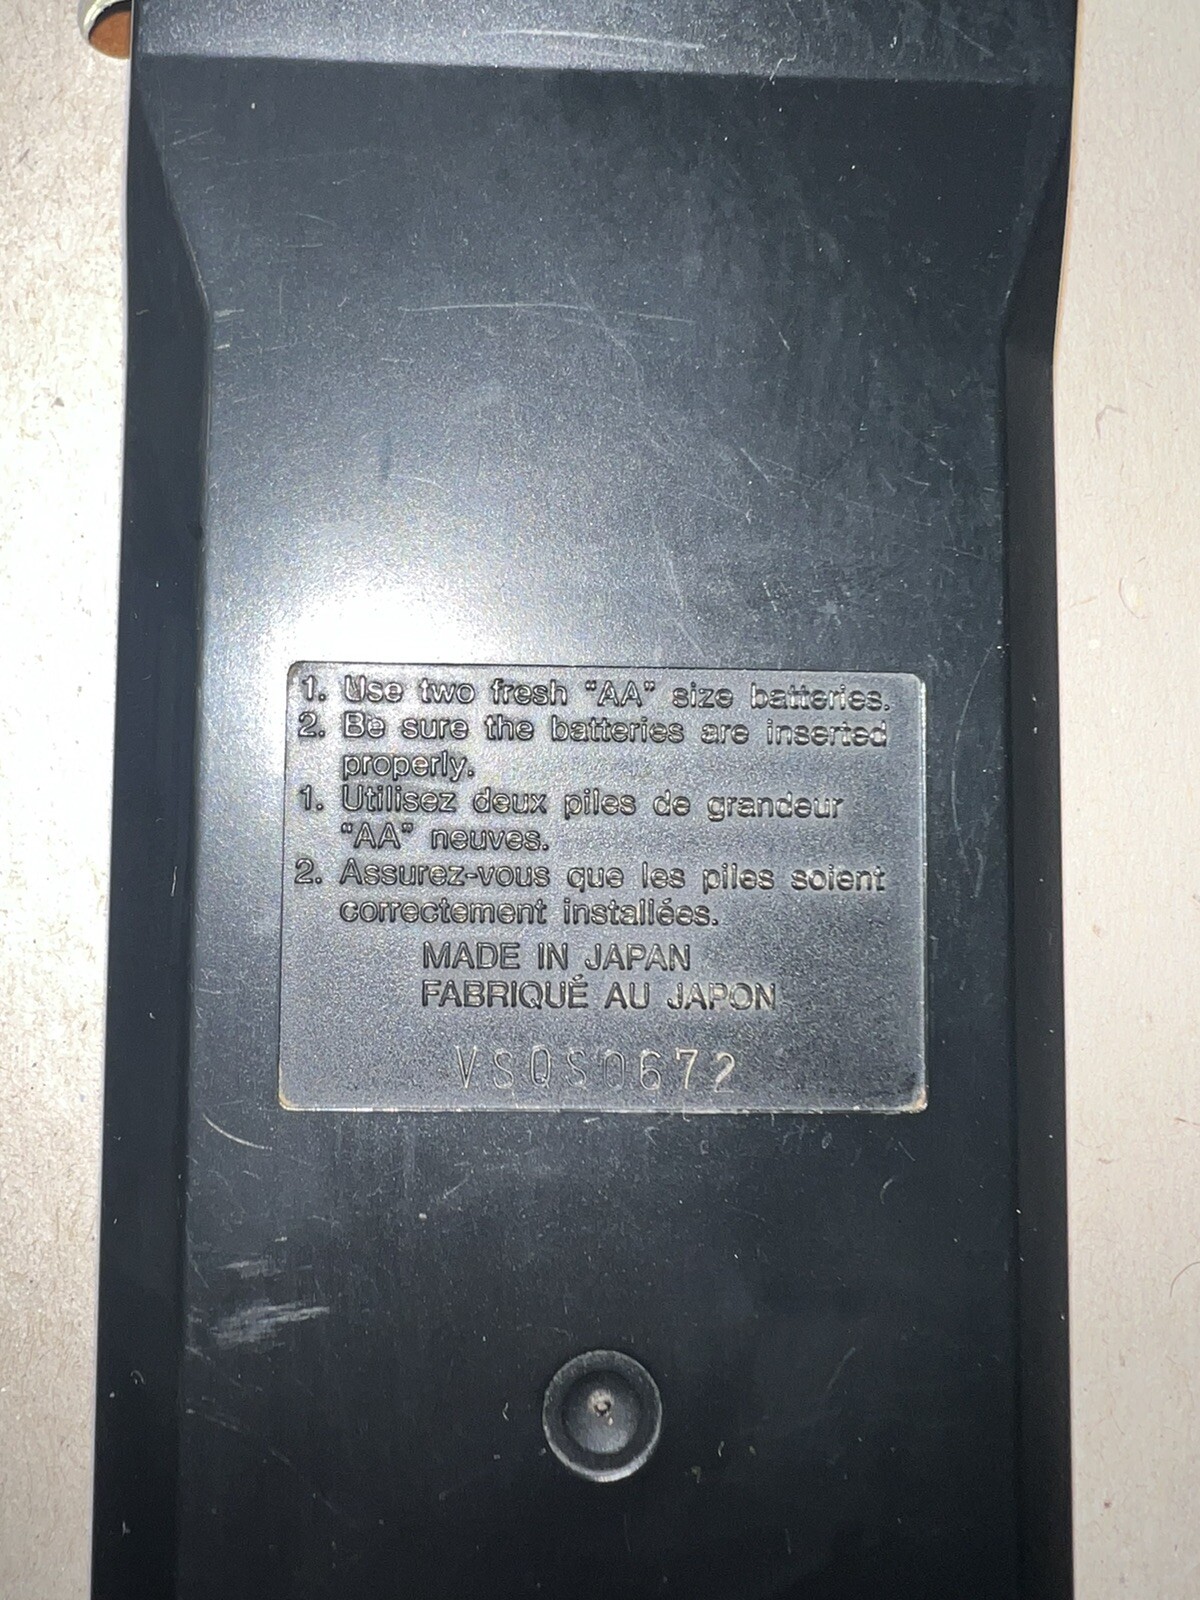 1. Use two fresh "AA" size batteries.
2. Be sure the batteries are inserted
properly.
1. Utilisez deux piles de grandeur
"AA" neuves.
2. Assurez-vous que les piles soient
correctement installées.
MADE IN JAPAN
FABRIQUÉ AU JAPON
VSQS0672